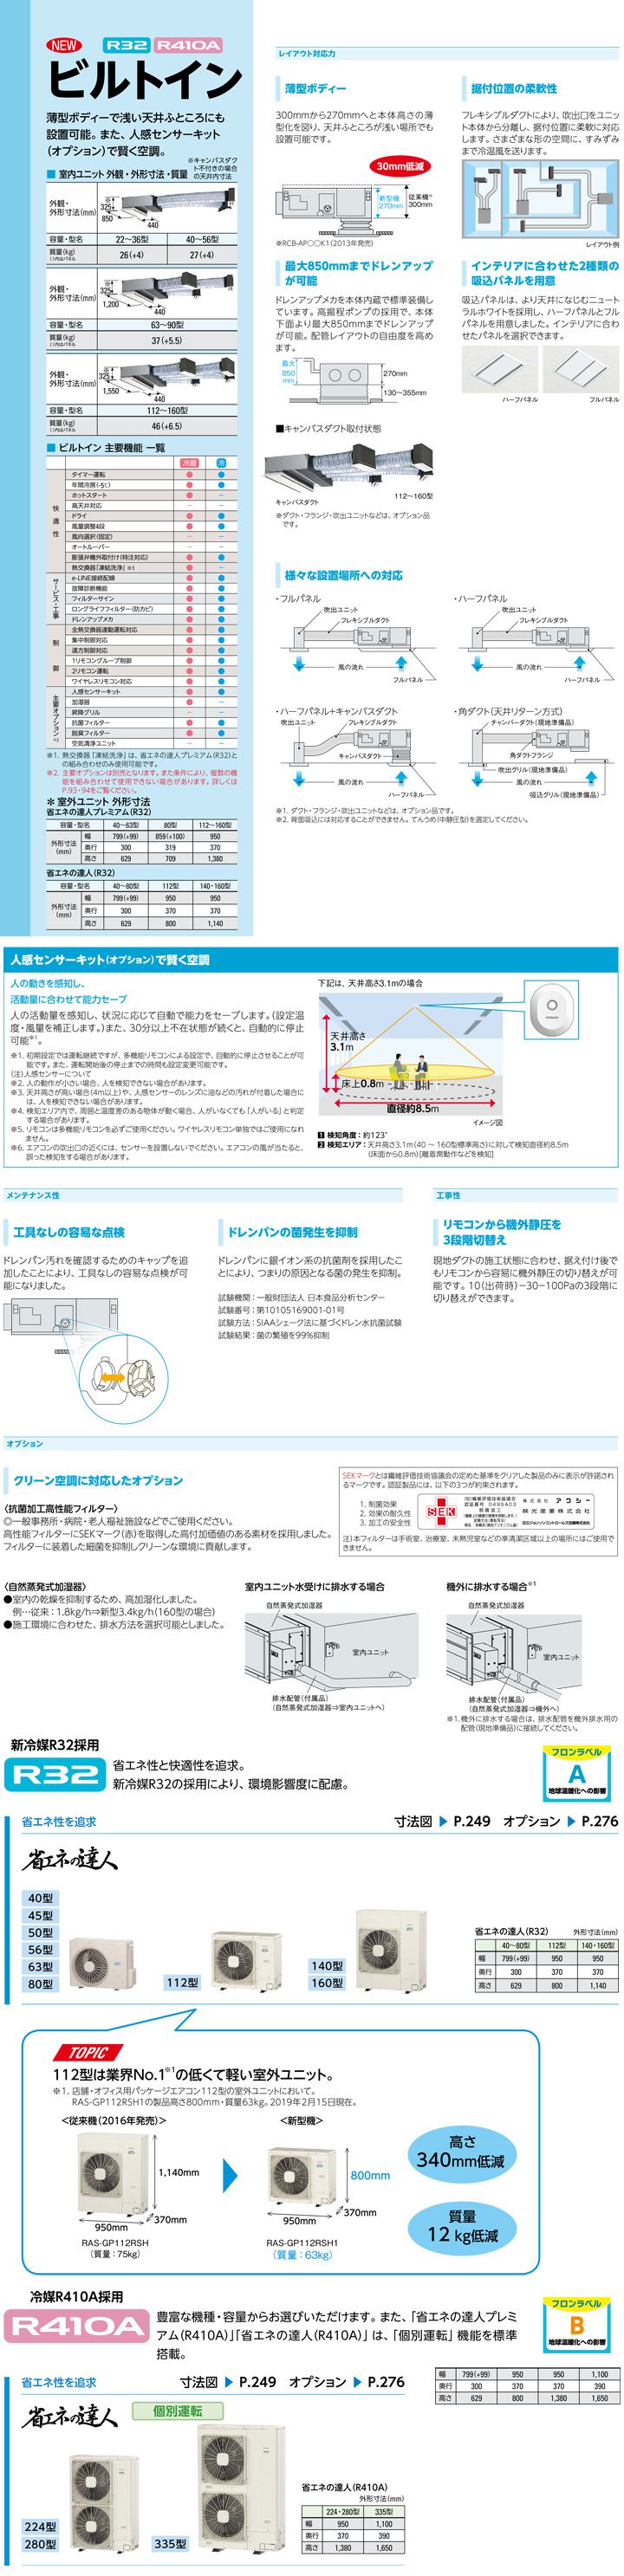 NEW R32 R410A
ビルトイン
薄型ボディーで浅い天井ふところにも
設置可能。また、人感センサーキット
(オプション)で賢く空調。
※キャンバスダクト不付きの場合の天井内寸法
■ 室内ユニット 外観・外形寸法・質量
外観・外形寸法(mm) 325 850 440
容量・型名 22〜36型 40〜56型
質量(kg) 26(+4) 27(+4)
外観・外形寸法(mm) 325 1,200 440
容量・型名 63〜90型
質量(kg) 37(+5.5)
外観・外形寸法(mm) 325 1,550 440
容量・型名 112〜160型
質量(kg) 46(+6.5)
■ ビルトイン 主要機能 一覧
快適性
タイマー運転
年間冷房(-5℃)
ホットスタート
高天井対応
ドライ
風量調整4段
風向選択(固定)
オートルーバー
膨張弁機外取付け(特注対応)
熱交換器「凍結洗浄」※1
サービス・工事
e-LINE接続配線
故障診断機能
フィルターサイン
ロングライフフィルター(防カビ)
ドレンアップメカ
制御
全熱交換器連動運転対応
集中制御対応
遠方制御対応
1リモコングループ制御
2リモコン運転
ワイヤレスリモコン対応
主要オプション※2
人感センサーキット
加湿器
昇降グリル
抗菌フィルター
脱臭フィルター
空気清浄ユニット
※1. 熱交換器「凍結洗浄」は、省エネの達人プレミアム(R32)との組み合わせのみ使用可能です。
※2. 主要オプションは別売となります。また条件により、複数の機能を組み合わせて使用できない場合があります。詳しくはP.93・94をご覧ください。
＊ 室外ユニット 外形寸法
省エネの達人プレミアム(R32)
容量・型名 40〜63型 80型 112〜160型
外形寸法(mm)
幅 799(+99) 859(+100) 950
奥行 300 319 370
高さ 629 709 1,380
省エネの達人(R32)
容量・型名 40〜80型 112型 140・160型
外形寸法(mm)
幅 799(+99) 950 950
奥行 300 370 370
高さ 629 800 1,140
レイアウト対応力
薄型ボディー
300mmから270mmへと本体高さの薄型化を図り、天井ふところが浅い場所でも設置可能です。
30mm低減
新型機 270mm
従来機※ 300mm
※RCB-AP○○K1(2013年発売)
据付位置の柔軟性
フレキシブルダクトにより、吹出口をユニット本体から分離し、据付位置に柔軟に対応します。さまざまな形の空間に、すみずみまで冷温風を送ります。
レイアウト例
最大850mmまでドレンアップが可能
ドレンアップメカを本体内蔵で標準装備しています。高揚程ポンプの採用で、本体下面より最大850mmまでドレンアップが可能。配管レイアウトの自由度を高めます。
最大 850 mm
270mm
130〜355mm
インテリアに合わせた2種類の吸込パネルを用意
吸込パネルは、より天井になじむニュートラルホワイトを採用し、ハーフパネルとフルパネルを用意しました。インテリアに合わせたパネルを選択できます。
ハーフパネル フルパネル
■キャンバスダクト取付状態
キャンバスダクト
112〜160型
※ダクト・フランジ・吹出ユニットなどは、オプション品です。
様々な設置場所への対応
・フルパネル
吹出ユニット
フレキシブルダクト
風の流れ
フルパネル
・ハーフパネル
吹出ユニット
フレキシブルダクト
風の流れ
ハーフパネル
・ハーフパネル+キャンバスダクト
吹出ユニット フレキシブルダクト
キャンバスダクト
風の流れ
ハーフパネル
・角ダクト(天井リターン方式)
チャンバーダクト(現地準備品)
角ダクトフランジ
吹出グリル(現地準備品)
風の流れ
吸込グリル(現地準備品)
※1. ダクト・フランジ・吹出ユニットなどは、オプション品です。
※2. 背面吸込には対応することができません。てんうめ(中静圧型)を選定してください。
人感センサーキット(オプション)で賢く空調
人の動きを感知し、
活動量に合わせて能力セーブ
人の活動量を感知し、状況に応じて自動で能力をセーブします。(設定温度・風量を補正します。)また、30分以上不在状態が続くと、自動的に停止可能※1。
※1. 初期設定では運転継続ですが、多機能リモコンによる設定で、自動的に停止させることが可能です。また、運転開始後の停止までの時間も設定変更可能です。
(注)人感センサーについて
※2. 人の動作が小さい場合、人を検知できない場合があります。
※3. 天井高さが高い場合(4m以上)や、人感センサーのレンズに油などの汚れが付着した場合には、人を検知できない場合があります。
※4. 検知エリア内で、周囲と温度差のある物体が動く場合、人がいなくても「人がいる」と判定する場合があります。
※5. リモコンは多機能リモコンを必ずご使用ください。ワイヤレスリモコン単独ではご使用になれません。
※6. エアコンの吹出口の近くには、センサーを設置しないでください。エアコンの風が当たると、誤った検知をする場合があります。
下記は、天井高さ3.1mの場合
天井高さ
3.1m
床上0.8m
直径約8.5m
HITACHI
イメージ図
1 検知角度：約123°
2 検知エリア：天井高さ3.1m(40 〜 160型標準高さ)に対して検知直径約8.5m
(床面から0.8m)[離着席動作などを検知]
メンテナンス性
工具なしの容易な点検
ドレンパン汚れを確認するためのキャップを追加したことにより、工具なしの容易な点検が可能になりました。
ドレンパンの菌発生を抑制
ドレンパンに銀イオン系の抗菌剤を採用したことにより、つまりの原因となる菌の発生を抑制。
試験機関：一般財団法人 日本食品分析センター
試験番号：第10105169001-01号
試験方法：SIAAシェーク法に基づくドレン水抗菌試験
試験結果：菌の繁殖を99%抑制
工事性
リモコンから機外静圧を
3段階切替え
現地ダクトの施工状態に合わせ、据え付け後でもリモコンから容易に機外静圧の切り替えが可能です。10(出荷時)−30−100Paの3段階に切り替えができます。
オプション
クリーン空調に対応したオプション
〈抗菌加工高性能フィルター〉
◎一般事務所・病院・老人福祉施設などでご使用ください。
高性能フィルターにSEKマーク(赤)を取得した高付加価値のある素材を採用しました。
フィルターに装着した細菌を抑制しクリーンな環境に貢献します。
SEKマークとは繊維評価技術協議会の定めた基準をクリアした製品のみに表示が許諾されるマークです。認証製品には、以下の3つが約束されます。
1. 制菌効果
2. 効果の耐久性
3. 加工の安全性
SEK
注)本フィルターは手術室、治療室、未熟児室などの準清潔区域以上の場所にはご使用できません。
〈自然蒸発式加湿器〉
●室内の乾燥を抑制するため、高加湿化しました。
例…従来：1.8kg/h⇒新型3.4kg/h(160型の場合)
●施工環境に合わせた、排水方法を選択可能としました。
室内ユニット水受けに排水する場合
自然蒸発式加湿器
室内ユニット
排水配管(付属品)
(自然蒸発式加湿器⇒室内ユニットへ)
機外に排水する場合※1
自然蒸発式加湿器
室内ユニット
排水配管(付属品)
(自然蒸発式加湿器⇒機外へ)
※1. 機外に排水する場合は、排水配管を機外排水用の配管(現地準備品)に接続してください。
新冷媒R32採用
R32
省エネ性と快適性を追求。
新冷媒R32の採用により、環境影響度に配慮。
フロンラベル
A
地球温暖化への影響
省エネ性を追求
寸法図 ▶ P.249 オプション ▶ P.276
省エネの達人
40型
45型
50型
56型
63型
80型
112型
140型
160型
省エネの達人(R32) 外形寸法(mm)
40〜80型 112型 140・160型
幅 799(+99) 950 950
奥行 300 370 370
高さ 629 800 1,140
TOPIC
112型は業界No.1※1の低くて軽い室外ユニット。
※1. 店舗・オフィス用パッケージエアコン112型の室外ユニットにおいて。
RAS-GP112RSH1の製品高さ800mm・質量63kg。2019年2月15日現在。
<従来機(2016年発売)>
1,140mm
370mm
950mm
RAS-GP112RSH
(質量：75kg)
<新型機>
800mm
370mm
950mm
RAS-GP112RSH1
(質量：63kg)
高さ
340mm低減
質量
12 kg低減
冷媒R410A採用
R410A
豊富な機種・容量からお選びいただけます。また、「省エネの達人プレミアム(R410A)」「省エネの達人(R410A)」は、「個別運転」機能を標準搭載。
フロンラベル
B
地球温暖化への影響
幅 799(+99) 950 950 1,100
奥行 300 370 370 390
高さ 629 800 1,380 1,650
省エネ性を追求
寸法図 ▶ P.249 オプション ▶ P.276
省エネの達人
個別運転
224型
280型
335型
省エネの達人(R410A)
外形寸法(mm)
224・280型 335型
幅 950 1,100
奥行 370 390
高さ 1,380 1,650